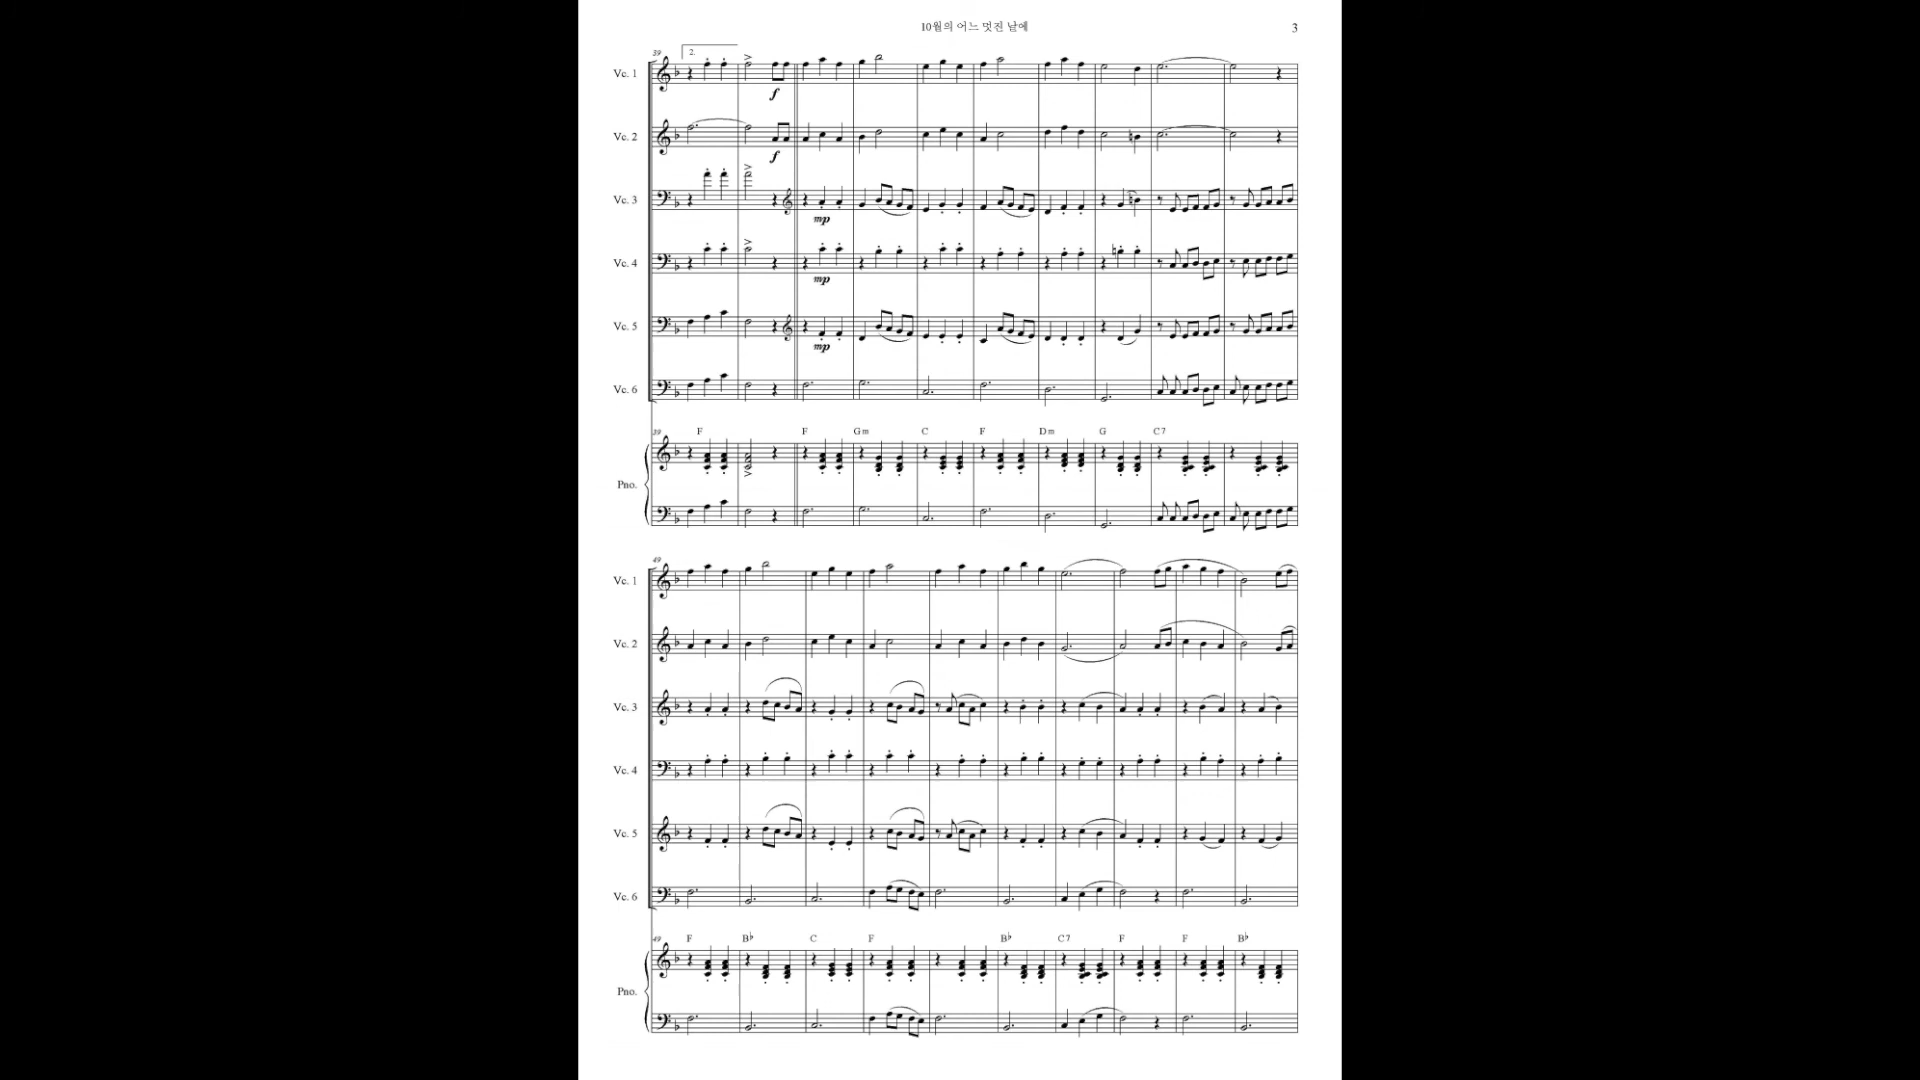 10월의 어느 멋진 날에
3
39
2.
Vc. 1
f
Vc. 2
f
Vc. 3
mp
Vc. 4
mp
Vc. 5
mp
Vc. 6
39 F F Gm C F Dm G C7
Pno.
49
Vc. 1
Vc. 2
Vc. 3
Vc. 4
Vc. 5
Vc. 6
49 F B♭ C F B♭ C7 F F B♭
Pno.